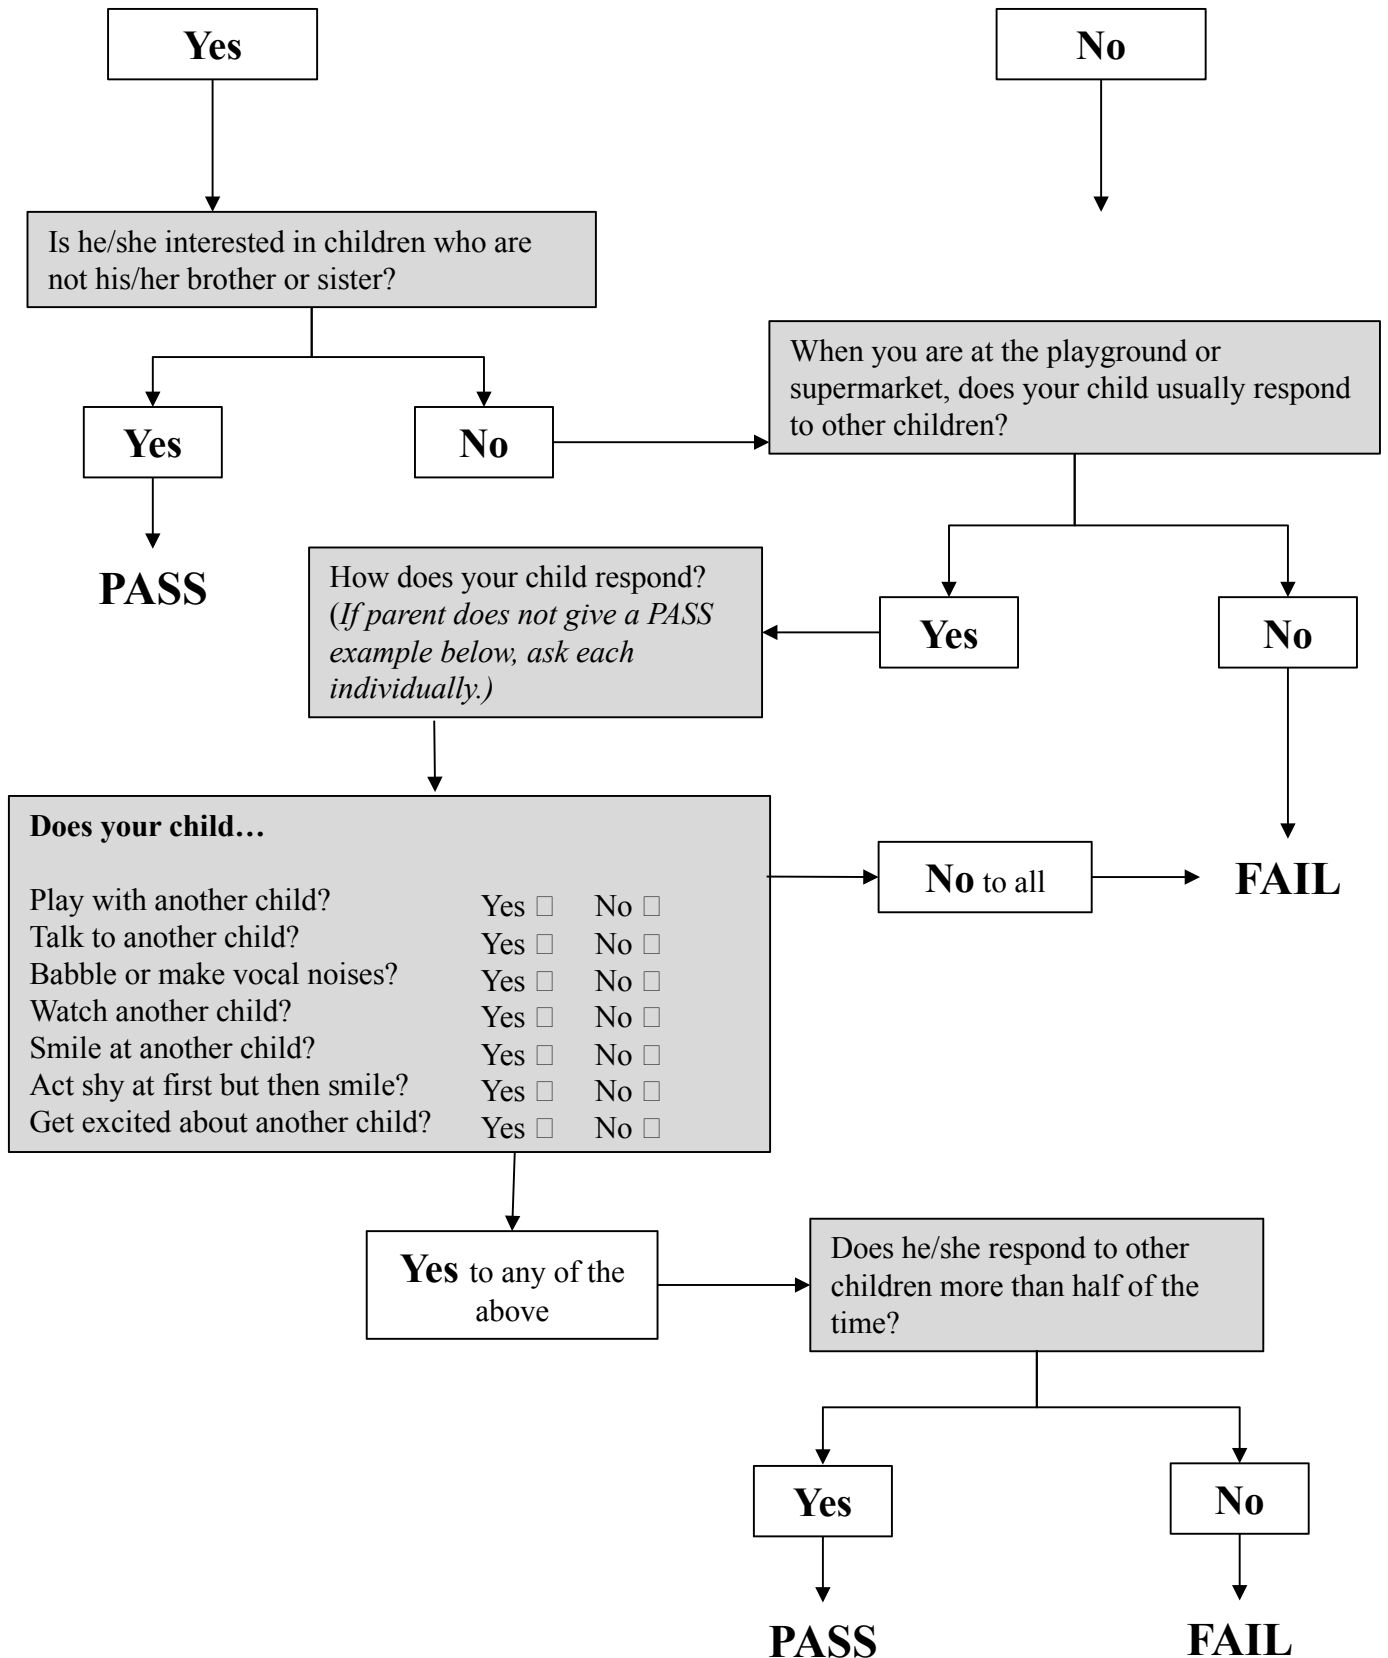 Yes
No
Is he/she interested in children who are
not his/her brother or sister?
When you are at the playground or
supermarket, does your child usually respond
to other children?
Yes
No
PASS
How does your child respond?
(If parent does not give a PASS
example below, ask each
individually.)
Yes
No
Does your child…
Play with another child? Yes □ No □
Talk to another child? Yes □ No □
Babble or make vocal noises? Yes □ No □
Watch another child? Yes □ No □
Smile at another child? Yes □ No □
Act shy at first but then smile? Yes □ No □
Get excited about another child? Yes □ No □
No to all
FAIL
Yes to any of the
above
Does he/she respond to other
children more than half of the
time?
Yes
No
PASS
FAIL